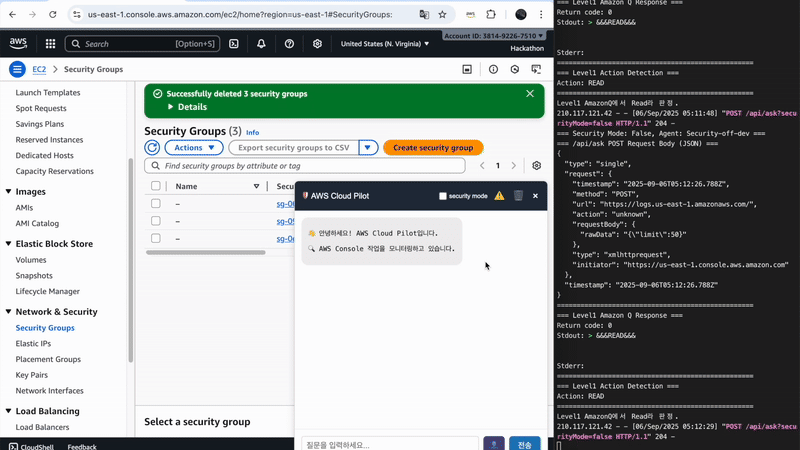 us-east-1.console.aws.amazon.com/ec2/home?region=us-east-1#SecurityGroups:
aws
Search
[Option+S]
United States (N. Virginia) ▼
Account ID: 3814-9226-7510 ▼
Hackathon
EC2 > Security Groups
Launch Templates
Spot Requests
Savings Plans
Reserved Instances
Dedicated Hosts
Capacity Reservations
▼ Images
AMIs
AMI Catalog
▼ Elastic Block Store
Volumes
Snapshots
Lifecycle Manager
▼ Network & Security
Security Groups
Elastic IPs
Placement Groups
Key Pairs
Network Interfaces
▼ Load Balancing
Load Balancers
CloudShell
Feedback
Successfully deleted 3 security groups
▶ Details
Security Groups (3) Info
Actions ▼
Export security groups to CSV ▼
Create security group
Find security groups by attribute or tag
1
Name
Secu
–
–
–
Select a security group
AWS Cloud Pilot
security mode
안녕하세요! AWS Cloud Pilot입니다.
AWS Console 작업을 모니터링하고 있습니다.
질문을 입력하세요...
전송
=== Level1 Amazon Q Response ===
Return code: 0
Stdout: > &&&READ&&&
Stderr:
==================================================
=== Level1 Action Detection ===
Action: READ
==================================================
Level1 AmazonQ에서 Read라 판정.
210.117.121.42 - - [06/Sep/2025 05:11:48] "POST /api/ask?secu
rityMode=false HTTP/1.1" 204 -
=== Security Mode: False, Agent: Security-off-dev ===
=== /api/ask POST Request Body (JSON) ===
{
"type": "single",
"request": {
"timestamp": "2025-09-06T05:12:26.788Z",
"method": "POST",
"url": "https://logs.us-east-1.amazonaws.com/",
"action": "unknown",
"requestBody": {
"rawData": "{\"limit\":50}"
},
"type": "xmlhttprequest",
"initiator": "https://us-east-1.console.aws.amazon.com"
},
"timestamp": "2025-09-06T05:12:26.788Z"
}
==================================================
=== Level1 Amazon Q Response ===
Return code: 0
Stdout: > &&&READ&&&
Stderr:
==================================================
=== Level1 Action Detection ===
Action: READ
==================================================
Level1 AmazonQ에서 Read라 판정.
210.117.121.42 - - [06/Sep/2025 05:12:29] "POST /api/ask?secu
rityMode=false HTTP/1.1" 204 -